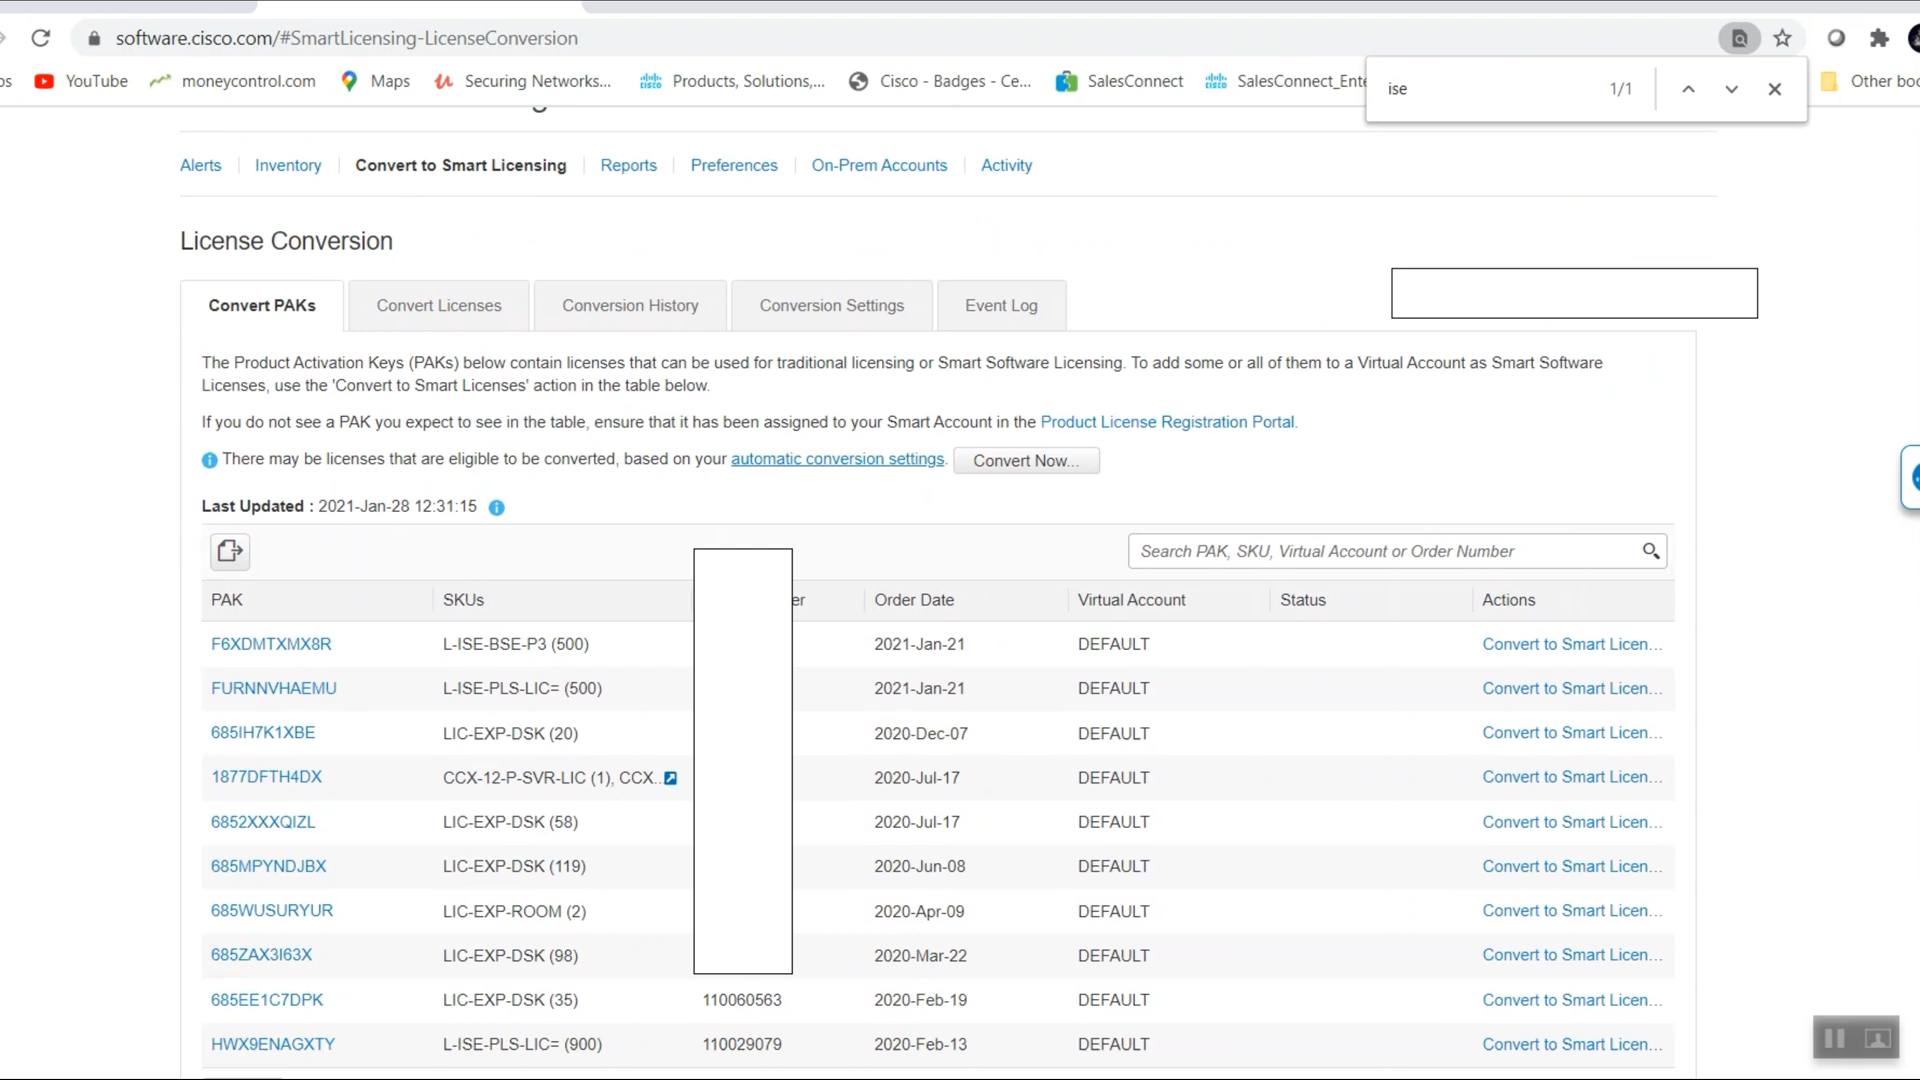 software.cisco.com/#SmartLicensing-LicenseConversion
os YouTube moneycontrol.com Maps Securing Networks... Products, Solutions,... Cisco - Badges - Ce... SalesConnect SalesConnect_Ente Other boo
ise 1/1
Alerts Inventory Convert to Smart Licensing Reports Preferences On-Prem Accounts Activity
License Conversion
Convert PAKs Convert Licenses Conversion History Conversion Settings Event Log
The Product Activation Keys (PAKs) below contain licenses that can be used for traditional licensing or Smart Software Licensing. To add some or all of them to a Virtual Account as Smart Software
Licenses, use the 'Convert to Smart Licenses' action in the table below.
If you do not see a PAK you expect to see in the table, ensure that it has been assigned to your Smart Account in the Product License Registration Portal.
There may be licenses that are eligible to be converted, based on your automatic conversion settings. Convert Now...
Last Updated : 2021-Jan-28 12:31:15
Search PAK, SKU, Virtual Account or Order Number
PAK SKUs er Order Date Virtual Account Status Actions
F6XDMTXMX8R L-ISE-BSE-P3 (500) 2021-Jan-21 DEFAULT Convert to Smart Licen...
FURNNVHAEMU L-ISE-PLS-LIC= (500) 2021-Jan-21 DEFAULT Convert to Smart Licen...
685IH7K1XBE LIC-EXP-DSK (20) 2020-Dec-07 DEFAULT Convert to Smart Licen...
1877DFTH4DX CCX-12-P-SVR-LIC (1), CCX... 2020-Jul-17 DEFAULT Convert to Smart Licen...
6852XXXQIZL LIC-EXP-DSK (58) 2020-Jul-17 DEFAULT Convert to Smart Licen...
685MPYNDJBX LIC-EXP-DSK (119) 2020-Jun-08 DEFAULT Convert to Smart Licen...
685WUSURYUR LIC-EXP-ROOM (2) 2020-Apr-09 DEFAULT Convert to Smart Licen...
685ZAX3I63X LIC-EXP-DSK (98) 2020-Mar-22 DEFAULT Convert to Smart Licen...
685EE1C7DPK LIC-EXP-DSK (35) 110060563 2020-Feb-19 DEFAULT Convert to Smart Licen...
HWX9ENAGXTY L-ISE-PLS-LIC= (900) 110029079 2020-Feb-13 DEFAULT Convert to Smart Licen...